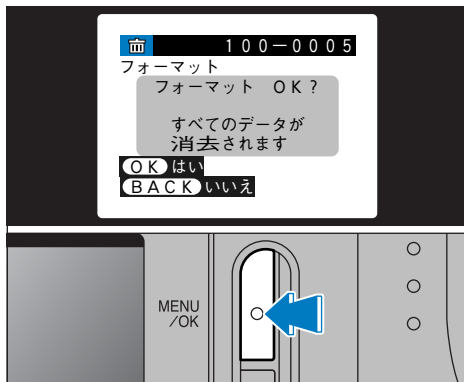 100-0005
フォーマット
フォーマット OK?
すべてのデータが
消去されます
OK はい
BACK いいえ
MENU
/OK